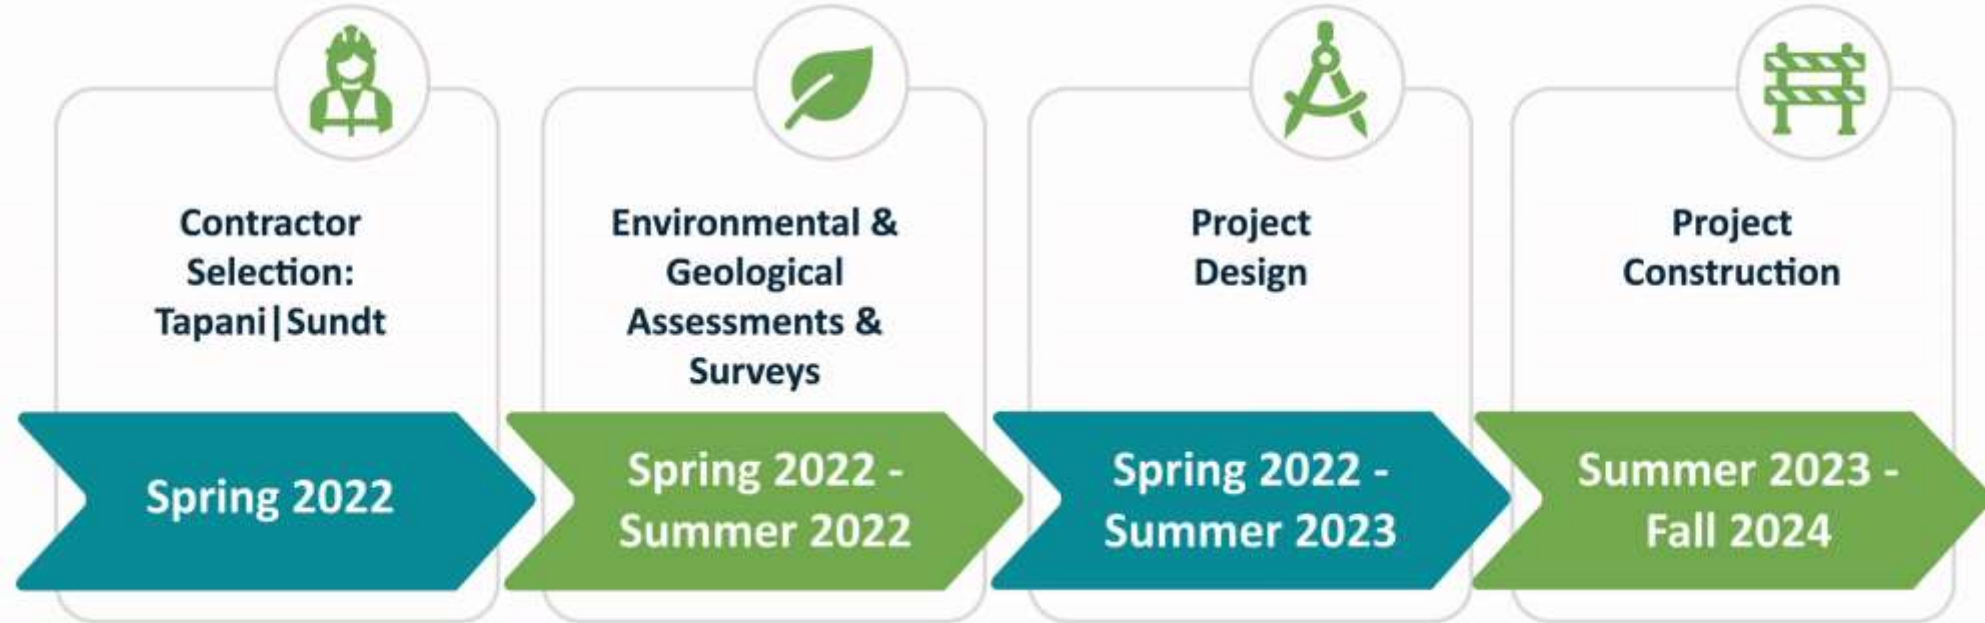 Contractor
Selection:
Tapani|Sundt
Spring 2022
Environmental &
Geological
Assessments &
Surveys
Spring 2022 -
Summer 2022
Project
Design
Spring 2022 -
Summer 2023
Project
Construction
Summer 2023 -
Fall 2024